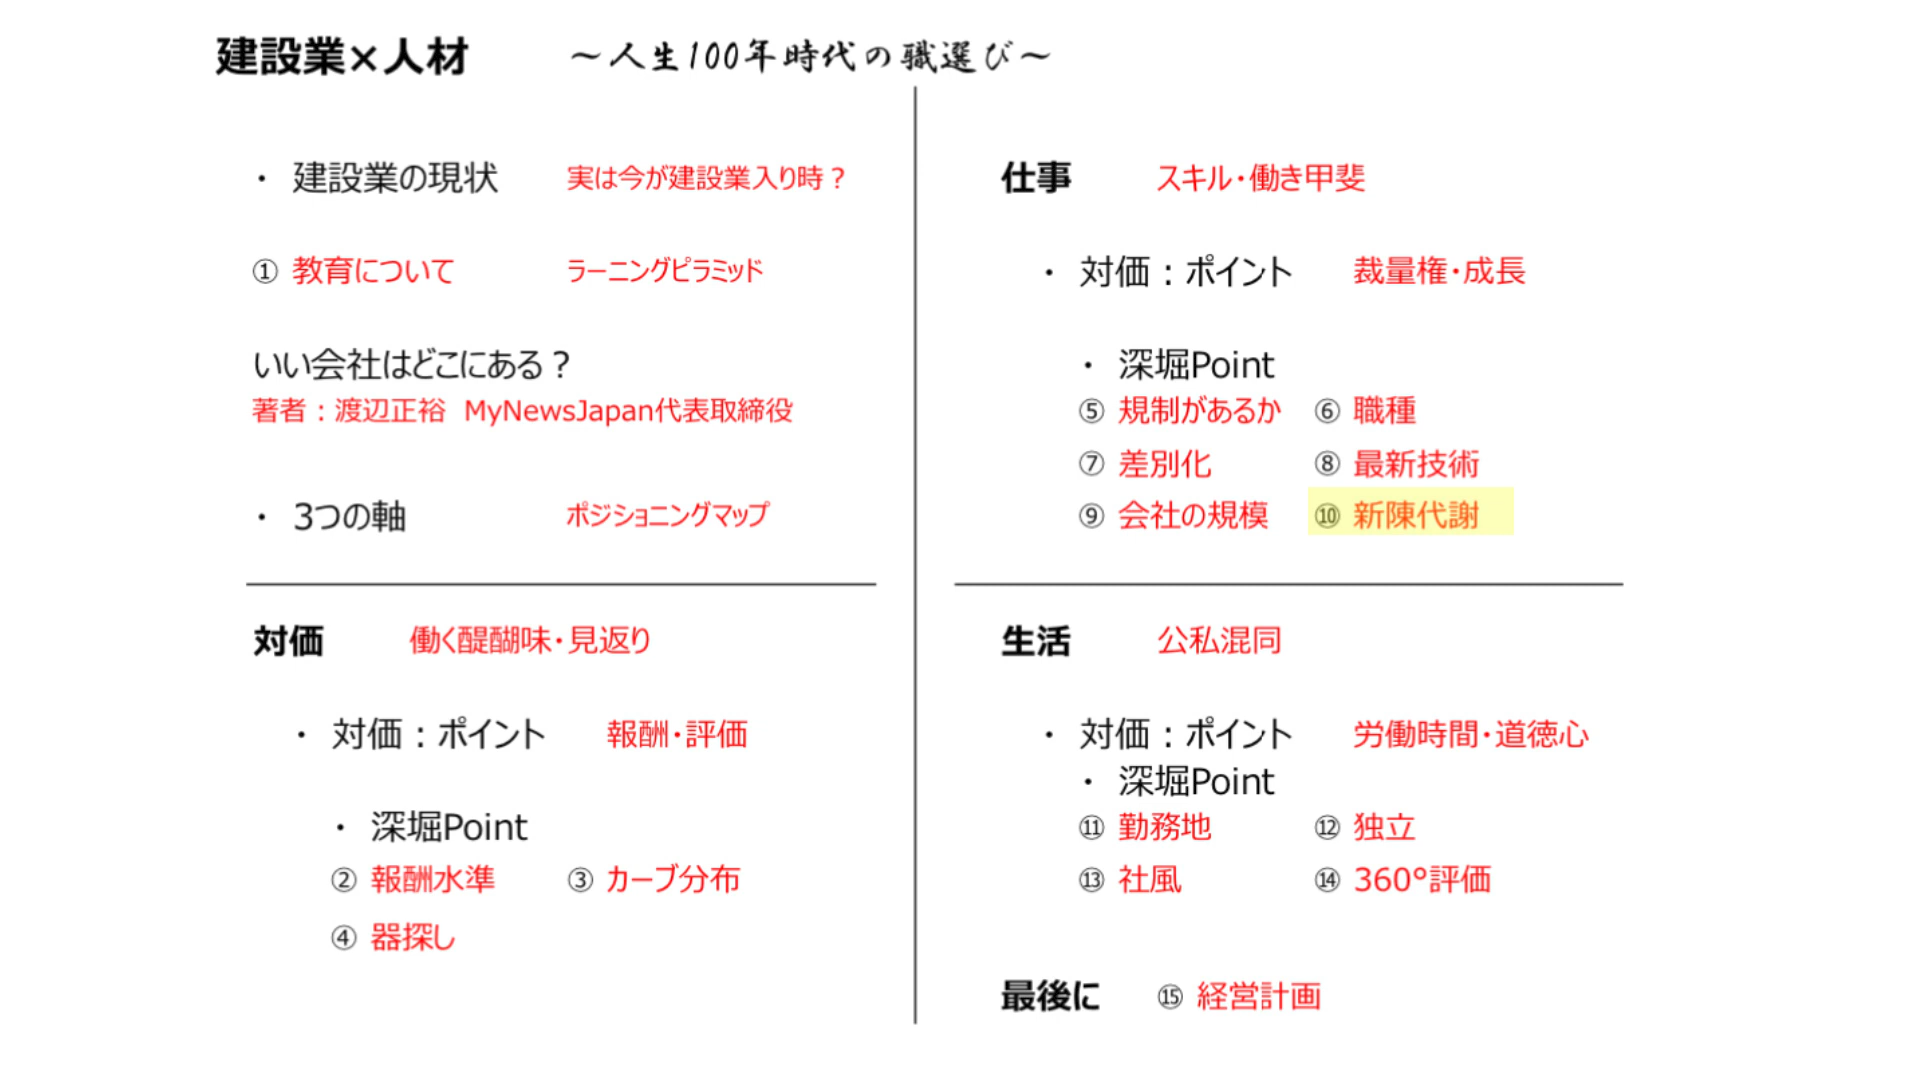 建設業×人材　～人生100年時代の職選び～
・ 建設業の現状　実は今が建設業入り時？
① 教育について　ラーニングピラミッド
いい会社はどこにある？
著者：渡辺正裕 MyNewsJapan代表取締役
・ 3つの軸　ポジショニングマップ
対価　働く醍醐味・見返り
・ 対価：ポイント　報酬・評価
・ 深堀Point
② 報酬水準　③ カーブ分布
④ 器探し
仕事　スキル・働き甲斐
・ 対価：ポイント　裁量権・成長
・ 深堀Point
⑤ 規制があるか　⑥ 職種
⑦ 差別化　⑧ 最新技術
⑨ 会社の規模　⑩ 新陳代謝
生活　公私混同
・ 対価：ポイント　労働時間・道徳心
・ 深堀Point
⑪ 勤務地　⑫ 独立
⑬ 社風　⑭ 360°評価
最後に　⑮ 経営計画